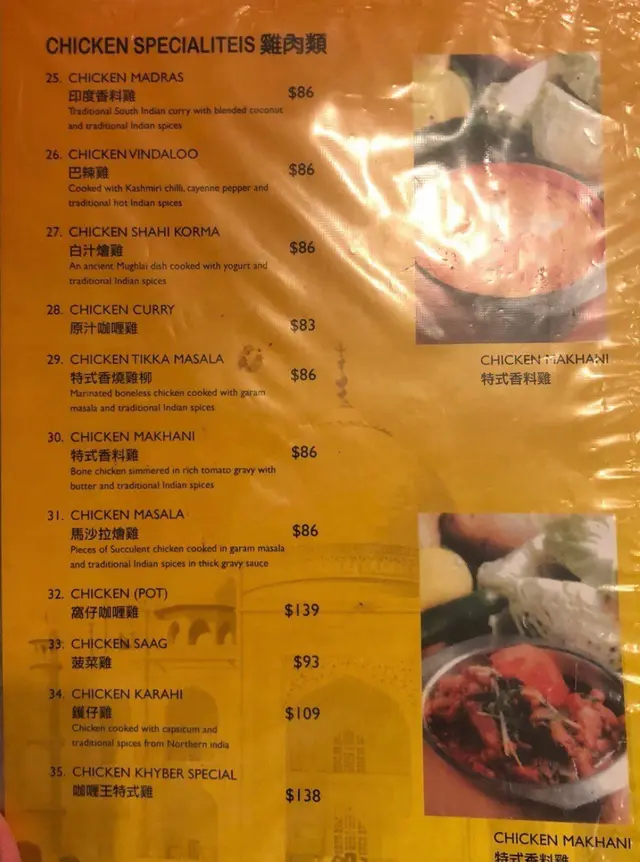 CHICKEN SPECIALITEIS 雞肉類
25. CHICKEN MADRAS
印度香料雞 $86
Traditional South Indian curry with blended coconut
and traditional Indian spices
26. CHICKEN VINDALOO
巴辣雞 $86
Cooked with Kashmiri chilli, cayenne pepper and
traditional hot Indian spices
27. CHICKEN SHAHI KORMA
白汁燴雞 $86
An ancient Mughlai dish cooked with yogurt and
traditional Indian spices
28. CHICKEN CURRY
原汁咖喱雞 $83
29. CHICKEN TIKKA MASALA
特式香燒雞柳 $86
Marinated boneless chicken cooked with garam
masala and traditional Indian spices
30. CHICKEN MAKHANI
特式香料雞 $86
Bone chicken simmered in rich tomato gravy with
butter and traditional Indian spices
31. CHICKEN MASALA
馬沙拉燴雞 $86
Pieces of Succulent chicken cooked in garam masala
and traditional Indian spices in thick gravy sauce
32. CHICKEN (POT)
窩仔咖喱雞 $139
33. CHICKEN SAAG
菠菜雞 $93
34. CHICKEN KARAHI
鑊仔雞 $109
Chicken cooked with capsicum and
traditional spices from Northern india
35. CHICKEN KHYBER SPECIAL
咖喱王特式雞 $138
CHICKEN MAKHANI
特式香料雞
CHICKEN MAKHANI
特式香料雞